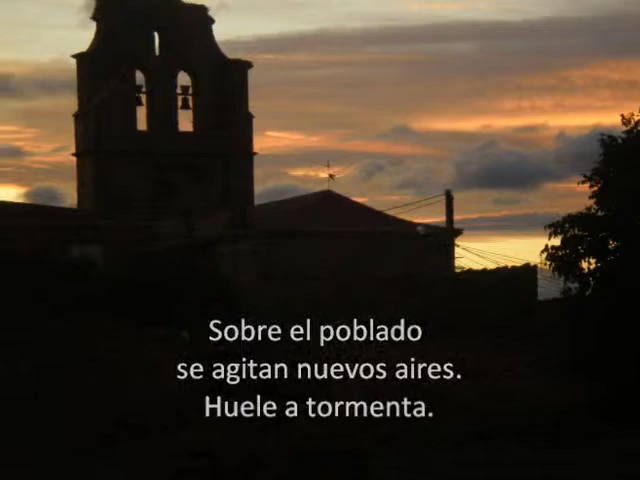 Sobre el poblado
se agitan nuevos aires.
Huele a tormenta.